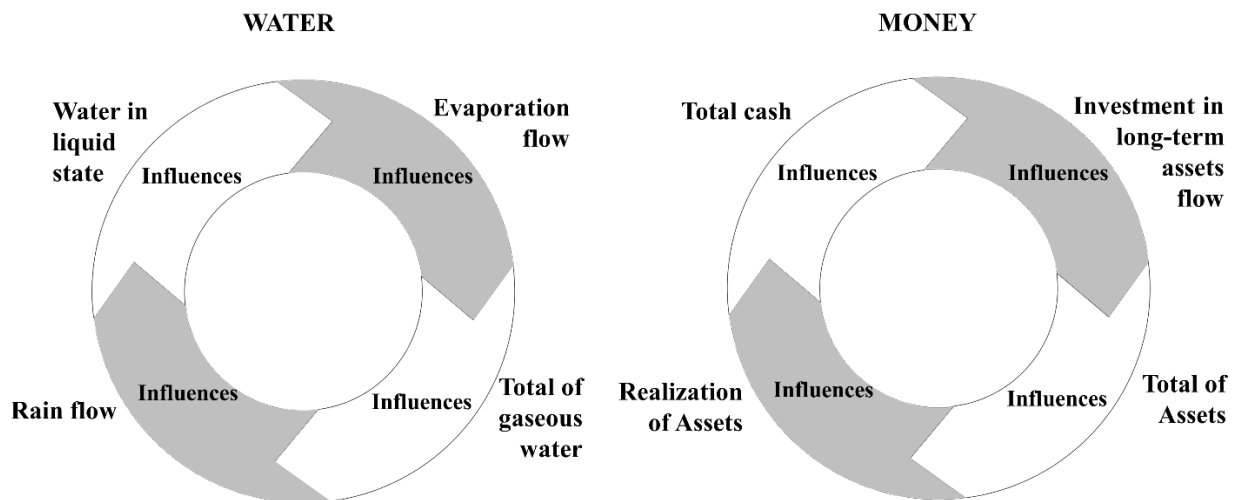 WATER
Water in
liquid
state
Influences
Evaporation
flow
Influences
Rain flow
Influences
Influences
Total of
gaseous
water
MONEY
Total cash
Influences
Investment in
long-term
assets
flow
Influences
Realization
of Assets
Influences
Influences
Total of
Assets